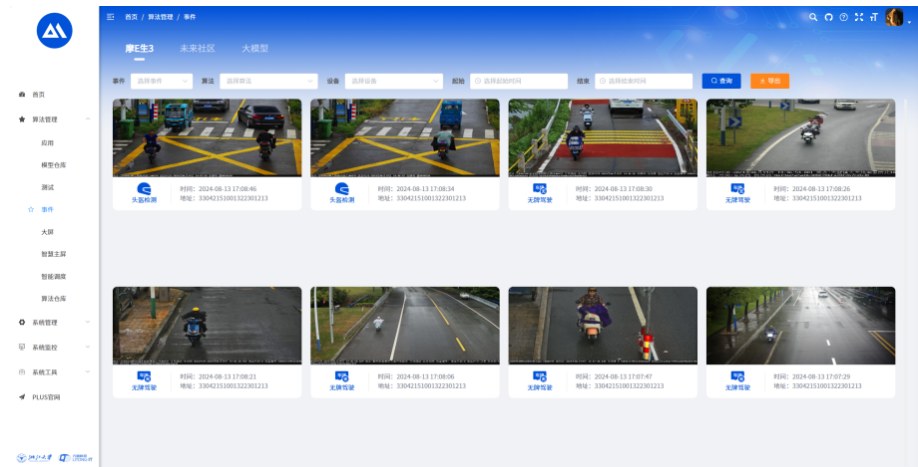 首页 / 算法管理 / 事件
摩E生3 未来社区 大模型
事件 选择事件 算法 选择算法 设备 选择设备 起始 选择起始时间 结束 选择结束时间 查询 导出
首页
算法管理
应用
模型仓库
测试
事件
大屏
智慧主屏
智能调度
算法仓库
系统管理
系统监控
系统工具
PLUS官网
头盔检测
时间: 2024-08-13 17:08:46
地址: 33042151001322301213
头盔检测
时间: 2024-08-13 17:08:34
地址: 33042151001322301213
无牌驾驶
时间: 2024-08-13 17:08:30
地址: 33042151001322301213
无牌驾驶
时间: 2024-08-13 17:08:26
地址: 33042151001322301213
无牌驾驶
时间: 2024-08-13 17:08:21
地址: 33042151001322301213
无牌驾驶
时间: 2024-08-13 17:08:06
地址: 33042151001322301213
无牌驾驶
时间: 2024-08-13 17:07:47
地址: 33042151001322301213
无牌驾驶
时间: 2024-08-13 17:07:29
地址: 33042151001322301213